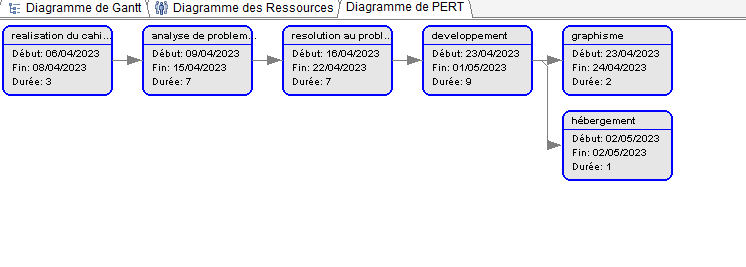 Diagramme de Gantt
Diagramme des Ressources
Diagramme de PERT
realisation du cahi...
Début: 06/04/2023
Fin: 08/04/2023
Durée: 3
analyse de problem...
Début: 09/04/2023
Fin: 15/04/2023
Durée: 7
resolution au probl...
Début: 16/04/2023
Fin: 22/04/2023
Durée: 7
developpement
Début: 23/04/2023
Fin: 01/05/2023
Durée: 9
graphisme
Début: 23/04/2023
Fin: 24/04/2023
Durée: 2
hébergement
Début: 02/05/2023
Fin: 02/05/2023
Durée: 1